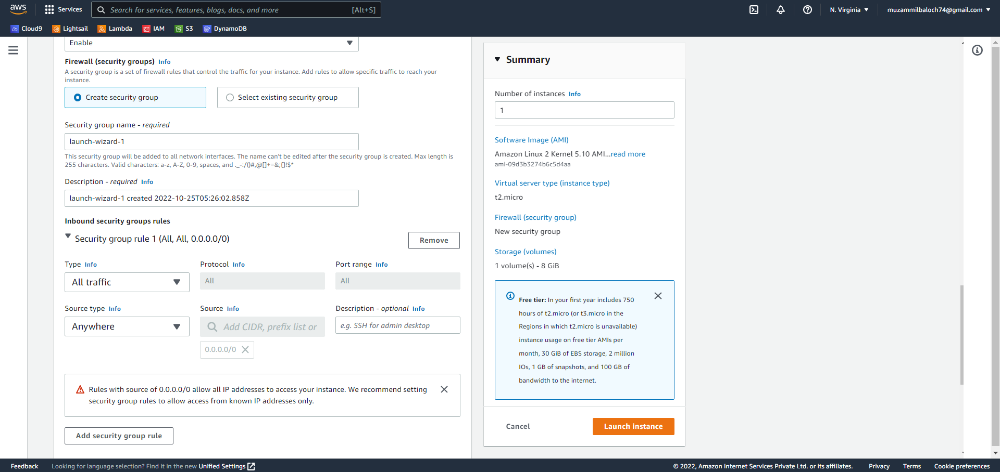 aws
Services
Search for services, features, blogs, docs, and more
[Alt+S]
N. Virginia
muzammilbaloch74@gmail.com
Cloud9
Lightsail
Lambda
IAM
S3
DynamoDB
Enable
Firewall (security groups) Info
A security group is a set of firewall rules that control the traffic for your instance. Add rules to allow specific traffic to reach your
instance.
Create security group
Select existing security group
Security group name - required
launch-wizard-1
This security group will be added to all network interfaces. The name can't be edited after the security group is created. Max length is
255 characters. Valid characters: a-z, A-Z, 0-9, spaces, and ._-:/()#,@[]+=&;{}!$*
Description - required Info
launch-wizard-1 created 2022-10-25T05:26:02.858Z
Inbound security groups rules
Security group rule 1 (All, All, 0.0.0.0/0)
Remove
Type Info
Protocol Info
Port range Info
All traffic
All
All
Source type Info
Source Info
Description - optional Info
Anywhere
Add CIDR, prefix list or
e.g. SSH for admin desktop
0.0.0.0/0
Rules with source of 0.0.0.0/0 allow all IP addresses to access your instance. We recommend setting
security group rules to allow access from known IP addresses only.
Add security group rule
Summary
Number of instances Info
1
Software Image (AMI)
Amazon Linux 2 Kernel 5.10 AMI...read more
ami-09d3b3274b6c5d4aa
Virtual server type (instance type)
t2.micro
Firewall (security group)
New security group
Storage (volumes)
1 volume(s) - 8 GiB
Free tier: In your first year includes 750
hours of t2.micro (or t3.micro in the
Regions in which t2.micro is unavailable)
instance usage on free tier AMIs per
month, 30 GiB of EBS storage, 2 million
IOs, 1 GB of snapshots, and 100 GB of
bandwidth to the internet.
Cancel
Launch instance
Feedback
Looking for language selection? Find it in the new Unified Settings
© 2022, Amazon Internet Services Private Ltd. or its affiliates.
Privacy
Terms
Cookie preferences